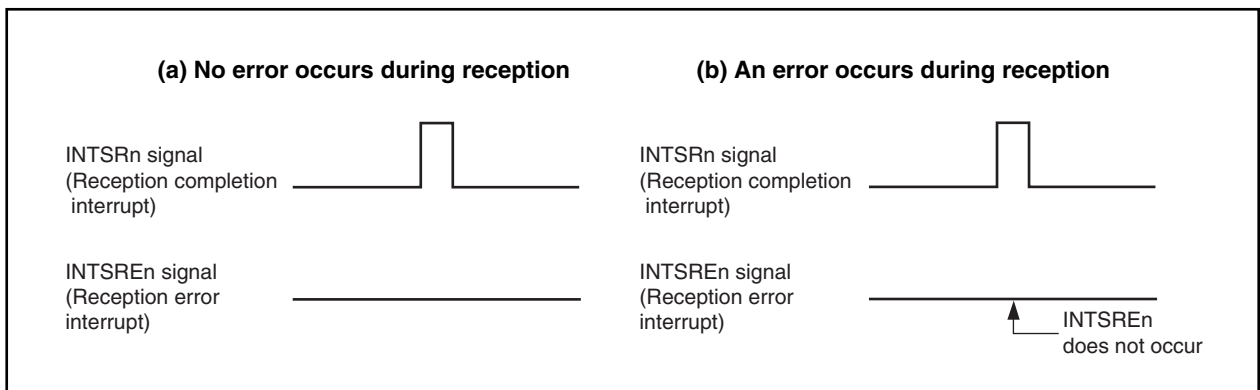 (a) No error occurs during reception
INTSRn signal
(Reception completion
interrupt)
INTSREn signal
(Reception error
interrupt)
(b) An error occurs during reception
INTSRn signal
(Reception completion
interrupt)
INTSREn signal
(Reception error
interrupt)
INTSREn
does not occur